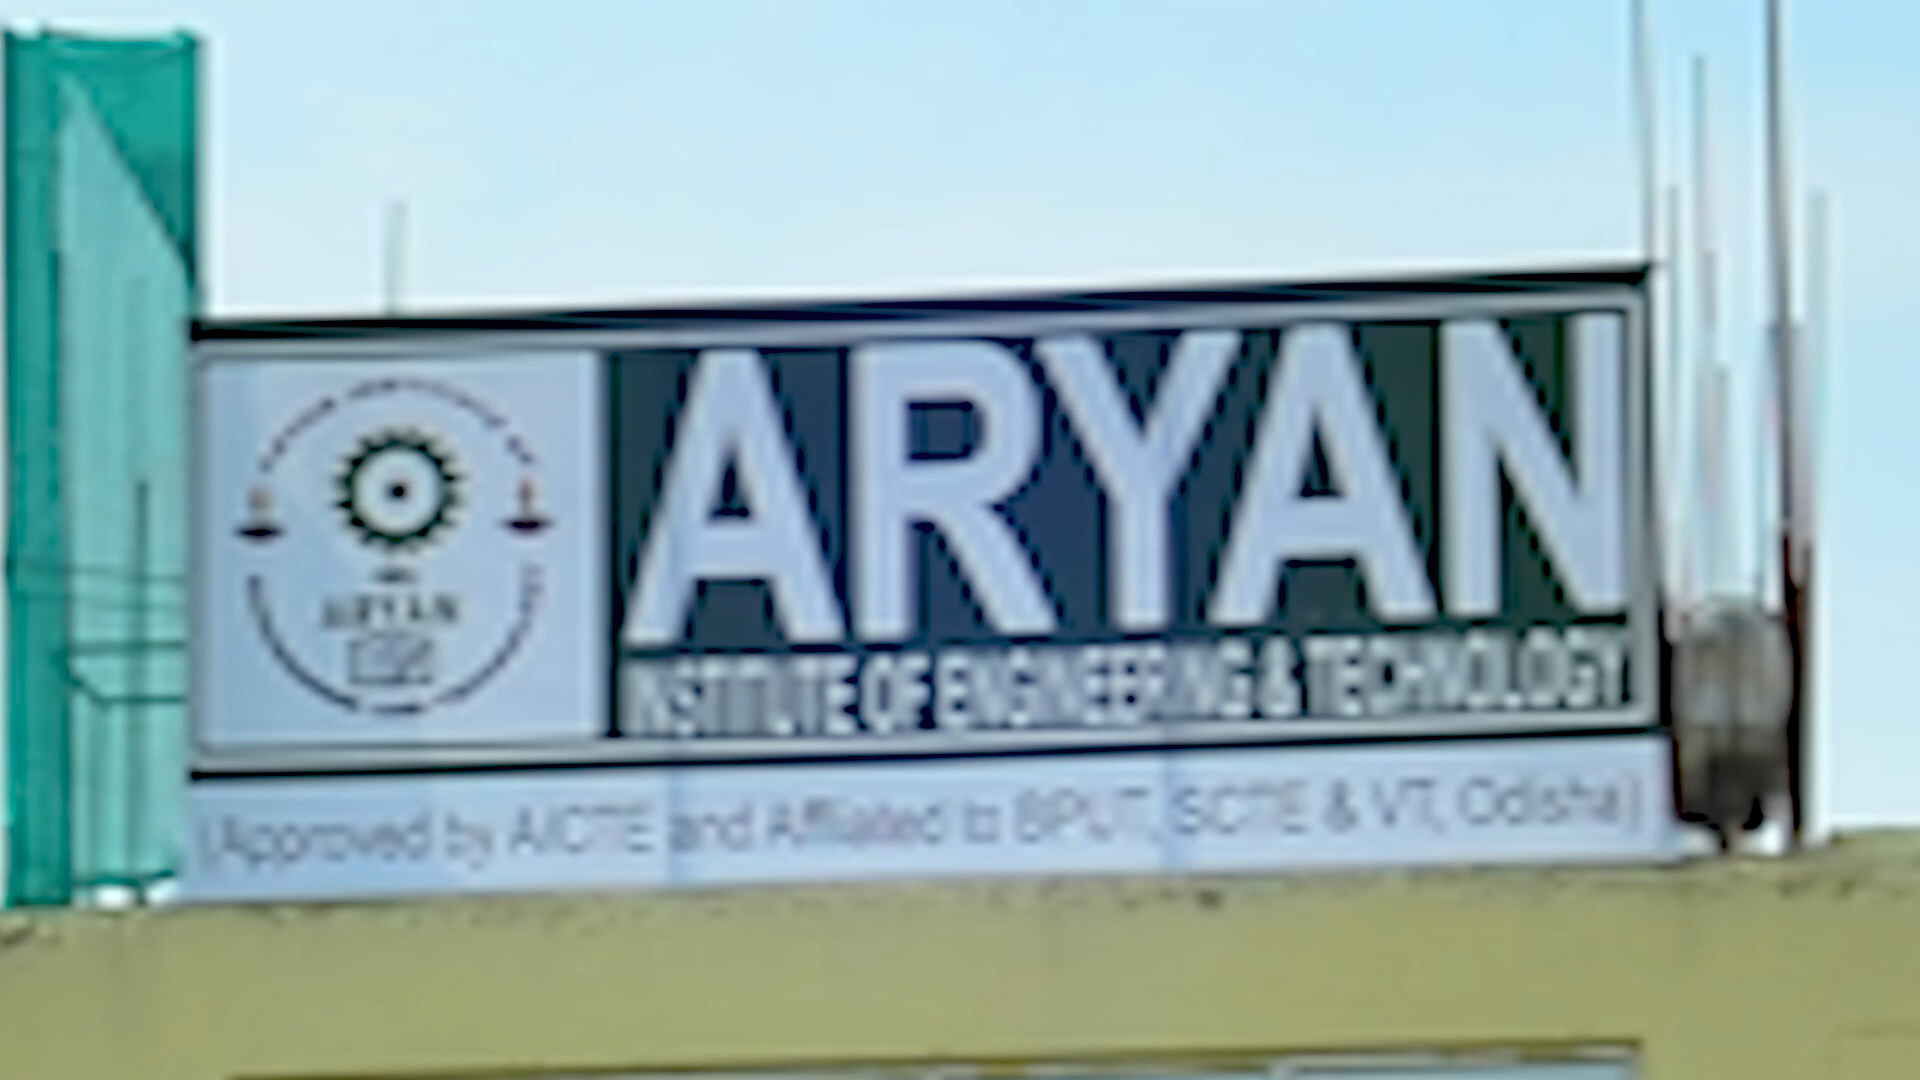 ARYAN
ARYAN
INSTITUTE OF ENGINEERING & TECHNOLOGY
(Approved by AICTE and Affiliated to BPUT, SCTE & VT, Odisha)